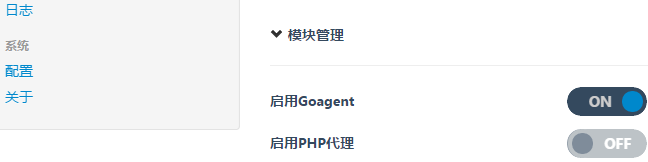 日志
系统
配置
关于
模块管理
启用Goagent ON
启用PHP代理 OFF